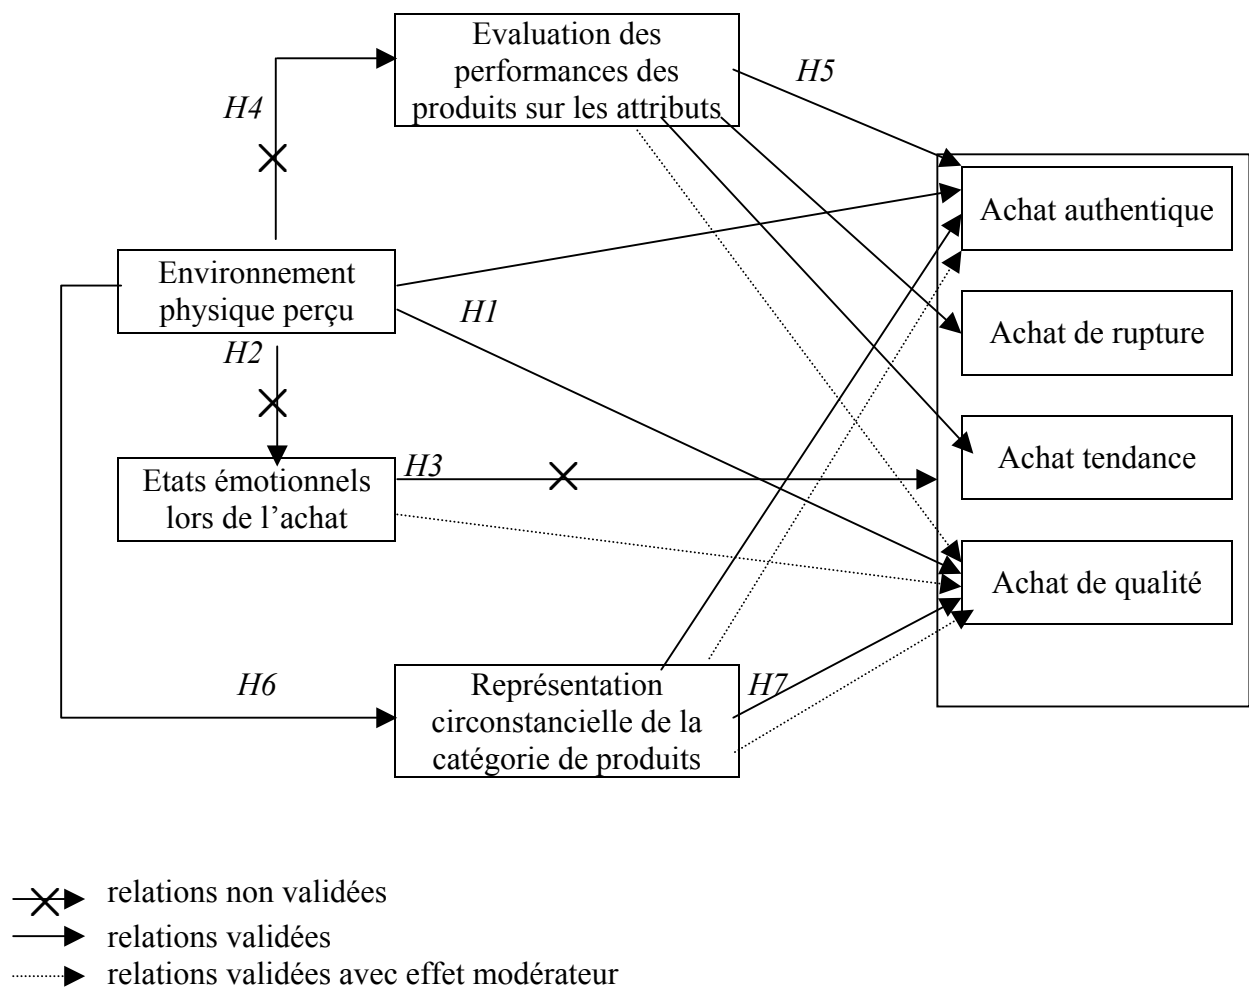 Evaluation des
performances des
produits sur les attributs
H5
H4
Achat authentique
Environnement
physique perçu
H1
Achat de rupture
H2
Achat tendance
Etats émotionnels
lors de l’achat
H3
Achat de qualité
H6
Représentation
circonstancielle de la
catégorie de produits
H7
relations non validées
relations validées
relations validées avec effet modérateur